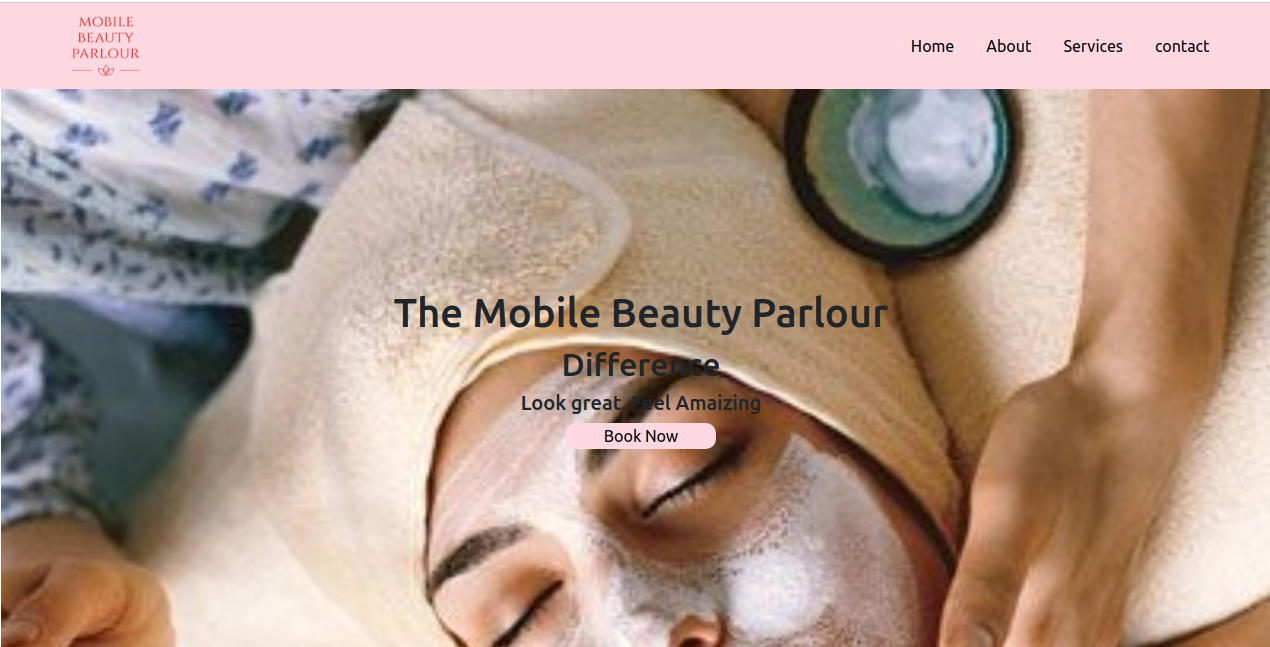 MOBILE
BEAUTY
PARLOUR
Home About Services contact
The Mobile Beauty Parlour
Difference
Look great. Feel Amaizing
Book Now